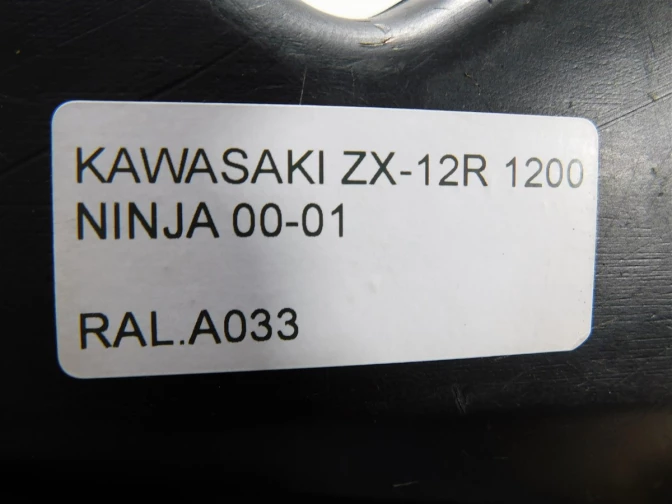 KAWASAKI ZX-12R 1200
NINJA 00-01
RAL.A033